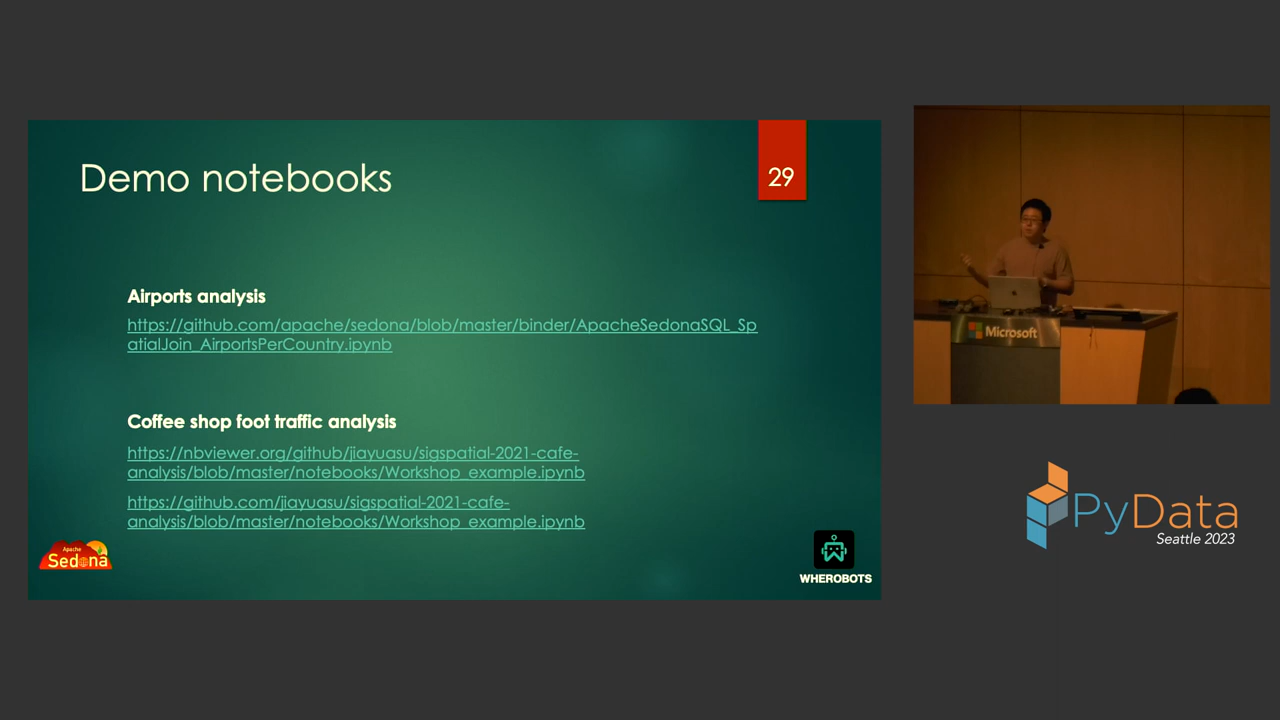 Demo notebooks
29
Airports analysis
https://github.com/apache/sedona/blob/master/binder/ApacheSedonaSQL_Sp
atialJoin_AirportsPerCountry.ipynb
Coffee shop foot traffic analysis
https://nbviewer.org/github/jiayuasu/sigspatial-2021-cafe-
analysis/blob/master/notebooks/Workshop_example.ipynb
https://github.com/jiayuasu/sigspatial-2021-cafe-
analysis/blob/master/notebooks/Workshop_example.ipynb
Apache
Sedona
WHEROBOTS
Microsoft
PyData
Seattle 2023